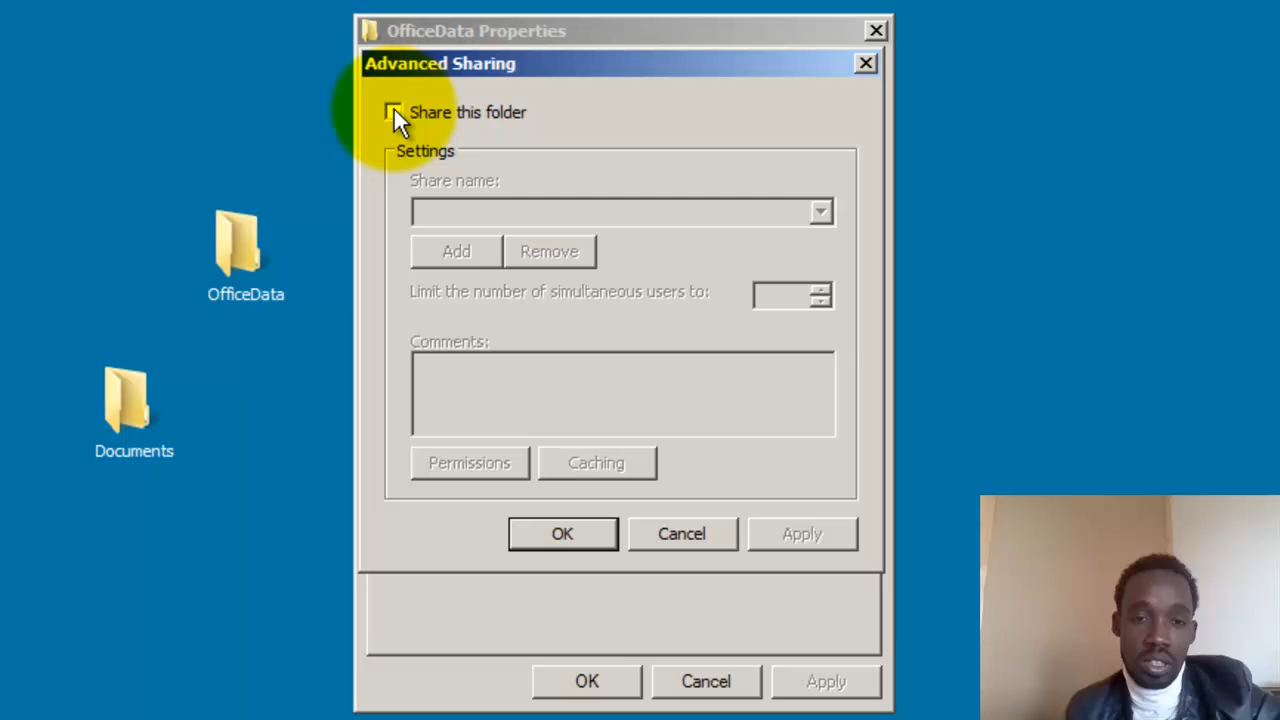 OfficeData Properties
Advanced Sharing
Share this folder
Settings
Share name:
Add Remove
Limit the number of simultaneous users to:
Comments:
Permissions Caching
OK Cancel Apply
OK Cancel Apply
OfficeData
Documents